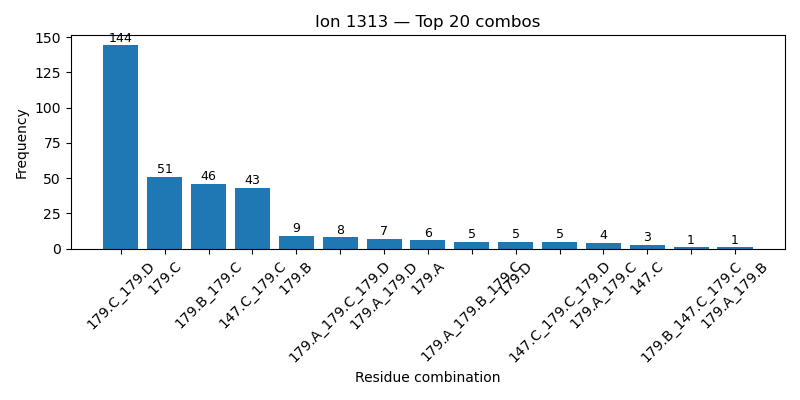 Ion 1313 — Top 20 combos
Frequency
150
125
100
75
50
25
0
144
51
46
43
9
8
7
6
5
5
5
4
3
1
1
179.C_179.D
179.C
179.B_179.C
147.C_179.C
179.B
179.A_179.C_179.D
179.A_179.D
179.A
179.A_179.B_179.C
179.D
147.C_179.C_179.D
179.A_179.C
147.C
179.B_147.C_179.C
179.A_179.B
Residue combination